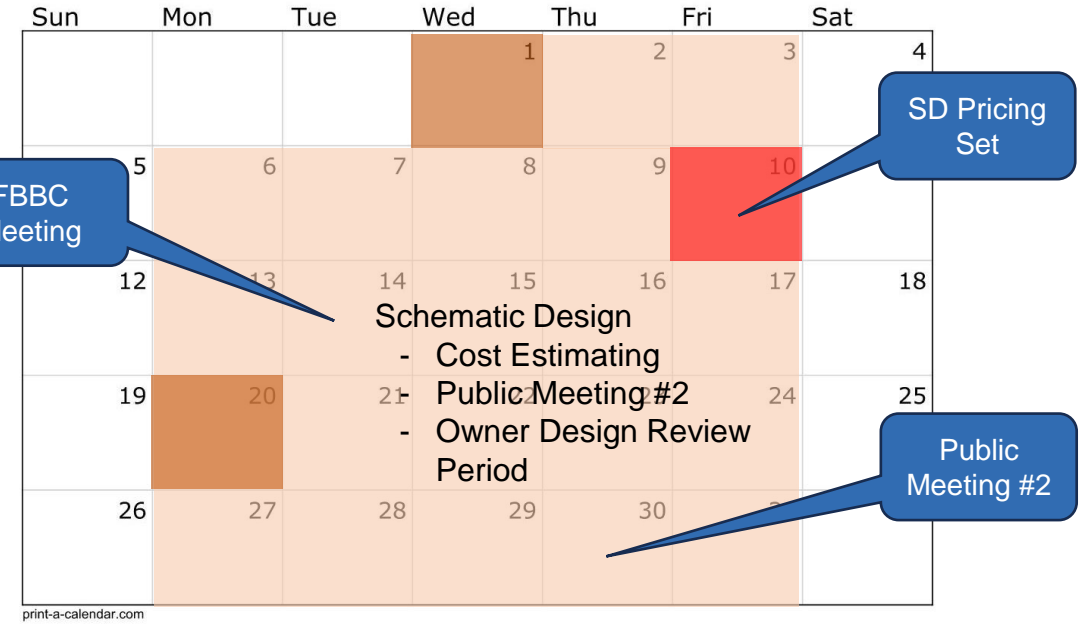 Sun Mon Tue Wed Thu Fri Sat
1 2 3 4
SD Pricing
Set
5 6 7 8 9 10
FBBC
12 13 14 15 16 17 18
Schematic Design
- Cost Estimating
19 20 21 22 23 24 25
- Public Meeting #2
- Owner Design Review
Period
Public
Meeting #2
26 27 28 29 30
print-a-calendar.com